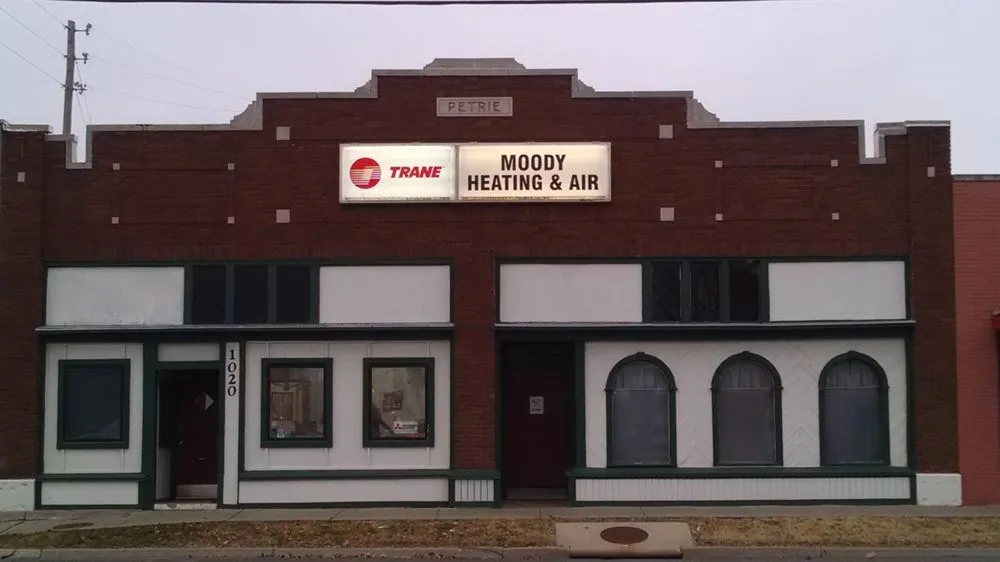 PETRIE
TRANE
MOODY
HEATING & AIR
1020